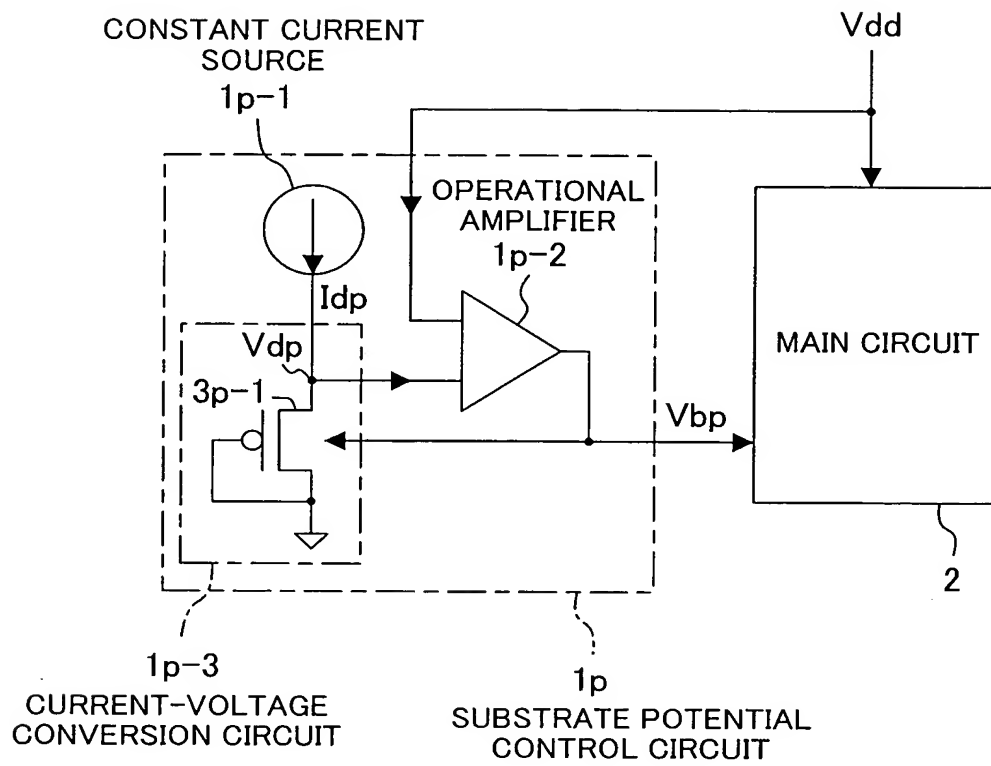 CONSTANT CURRENT
SOURCE
1p-1
Vdd
OPERATIONAL
AMPLIFIER
1p-2
Idp
Vdp
3p-1
MAIN CIRCUIT
Vbp
2
1p-3
CURRENT-VOLTAGE
CONVERSION CIRCUIT
1p
SUBSTRATE POTENTIAL
CONTROL CIRCUIT